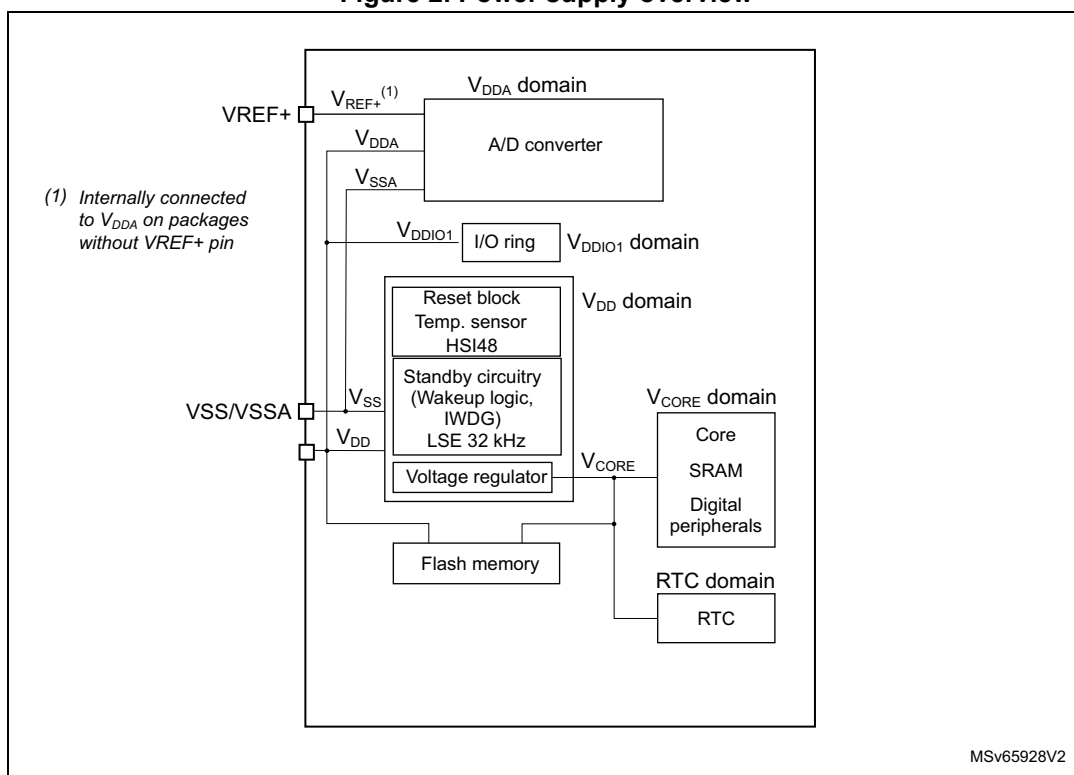 Figure 2. Power supply overview
VDDA domain
VREF+
VREF+(1)
VDDA
A/D converter
VSSA
(1) Internally connected
to VDDA on packages
without VREF+ pin
VDDIO1
I/O ring
VDDIO1 domain
Reset block
Temp. sensor
HSI48
VDD domain
Standby circuitry
(Wakeup logic,
IWDG)
LSE 32 kHz
VSS/VSSA
VSS
VDD
Voltage regulator
VCORE
VCORE domain
Core
SRAM
Digital
peripherals
Flash memory
RTC domain
RTC
MSv65928V2